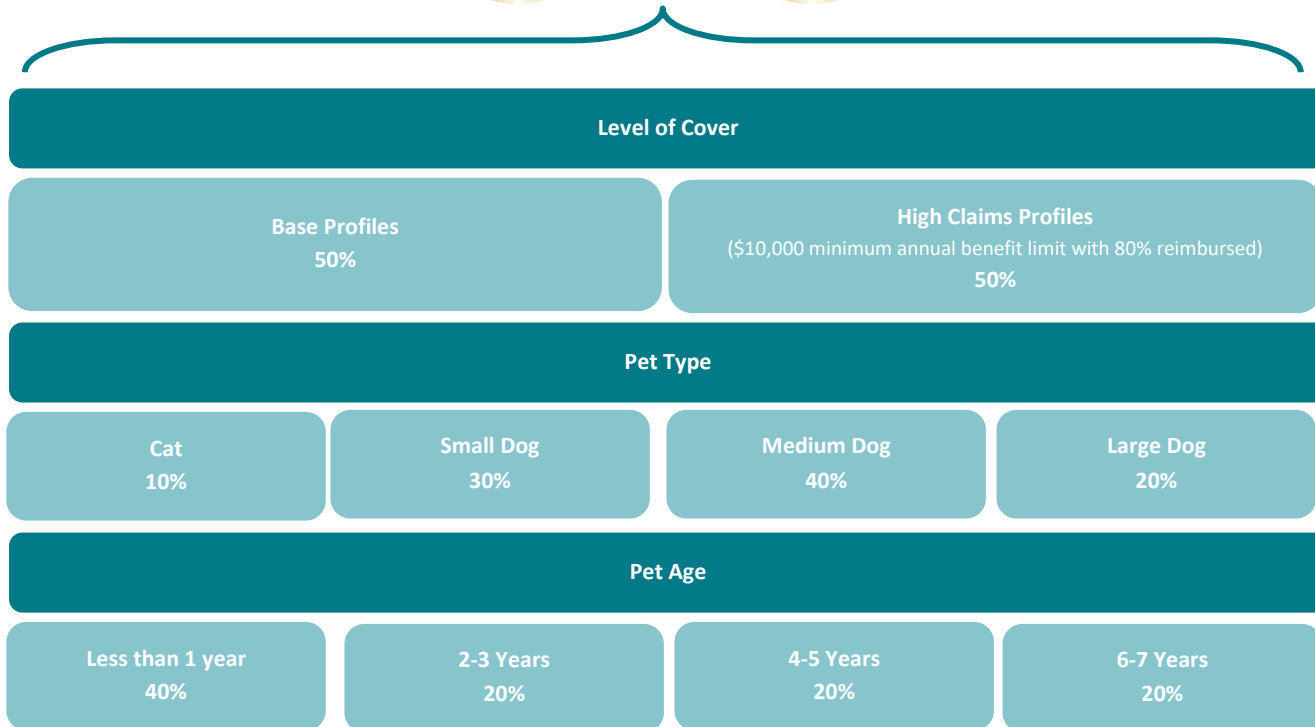 Level of Cover
Base Profiles
50%
High Claims Profiles
($10,000 minimum annual benefit limit with 80% reimbursed)
50%
Pet Type
Cat
10%
Small Dog
30%
Medium Dog
40%
Large Dog
20%
Pet Age
Less than 1 year
40%
2-3 Years
20%
4-5 Years
20%
6-7 Years
20%